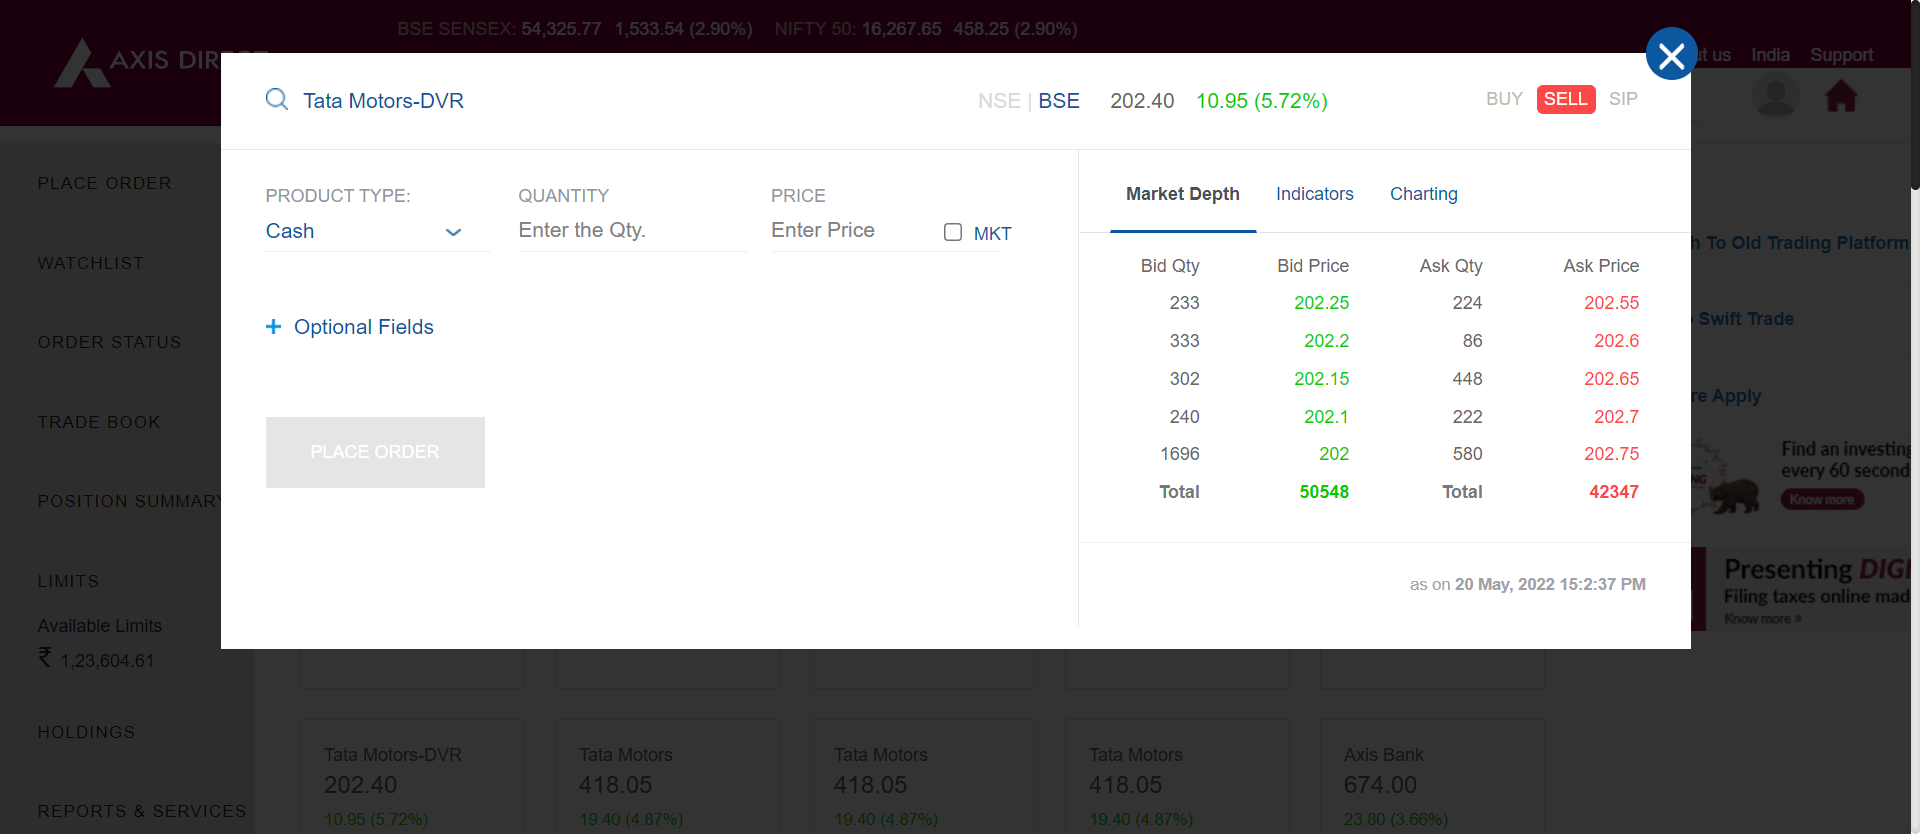 BSE SENSEX: 54,325.77 1,533.54 (2.90%) NIFTY 50: 16,267.65 458.25 (2.90%)
AXIS DIRECT
us India Support
Tata Motors-DVR NSE | BSE 202.40 10.95 (5.72%) BUY SELL SIP
PLACE ORDER
WATCHLIST
ORDER STATUS
TRADE BOOK
POSITION SUMMARY
LIMITS
Available Limits
₹ 1,23,604.61
HOLDINGS
REPORTS & SERVICES
PRODUCT TYPE: QUANTITY PRICE
Cash Enter the Qty. Enter Price MKT
+ Optional Fields
PLACE ORDER
Market Depth Indicators Charting
Bid Qty Bid Price Ask Qty Ask Price
233 202.25 224 202.55
333 202.2 86 202.6
302 202.15 448 202.65
240 202.1 222 202.7
1696 202 580 202.75
Total 50548 Total 42347
as on 20 May, 2022 15:2:37 PM
To Old Trading Platform
Swift Trade
Apply
Find an investing
every 60 second
Know more
Presenting DIGI
Filing taxes online mad
Know more »
Tata Motors-DVR Tata Motors Tata Motors Tata Motors Axis Bank
202.40 418.05 418.05 418.05 674.00
10.95 (5.72%) 19.40 (4.87%) 19.40 (4.87%) 19.40 (4.87%) 23.80 (3.66%)